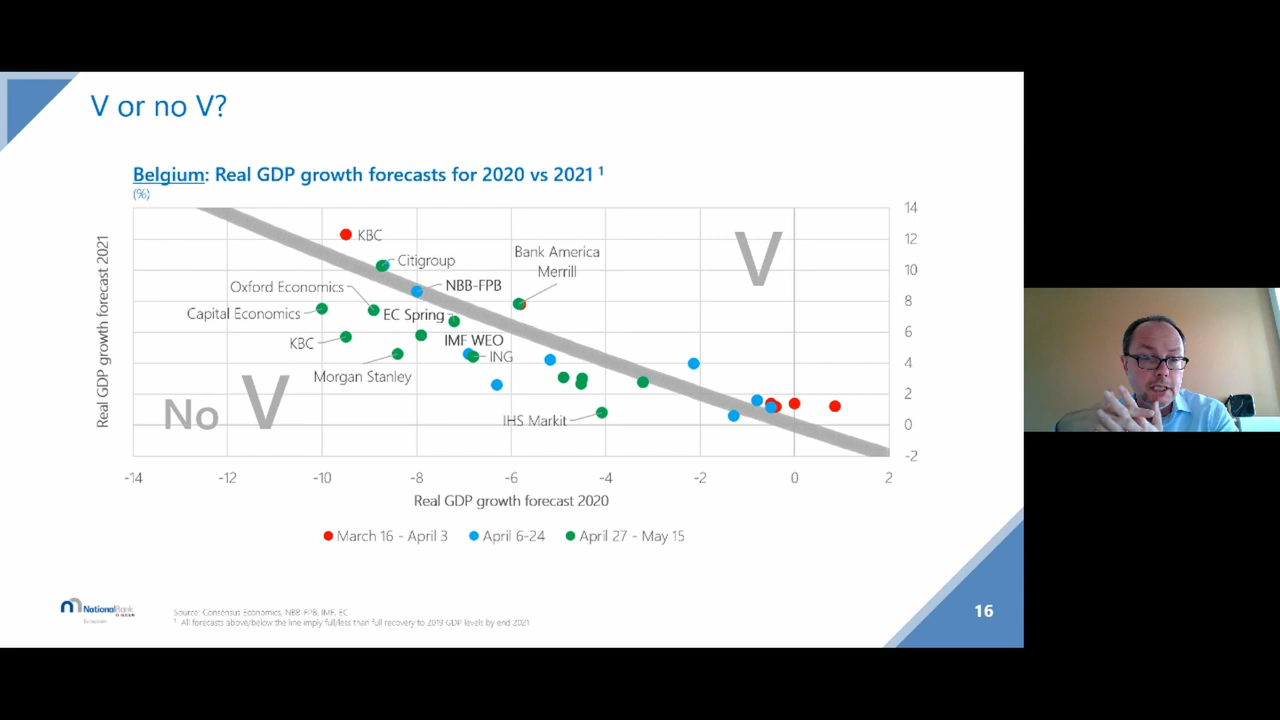 V or no V?
Belgium: Real GDP growth forecasts for 2020 vs 2021 ¹
(%)
Real GDP growth forecast 2021
14
12
10
8
6
4
2
0
-2
KBC
Citigroup
Bank America
Merrill
V
NBB-FPB
Oxford Economics
Capital Economics
EC Spring
KBC
IMF WEO
ING
Morgan Stanley
IHS Markit
No V
-14 -12 -10 -8 -6 -4 -2 0 2
Real GDP growth forecast 2020
March 16 - April 3 April 6-24 April 27 - May 15
NationalBank
Eurosystem
Source: Consensus Economics, NBB-FPB, IMF, EC
¹ All forecasts above/below the line imply full/less than full recovery to 2019 GDP levels by end 2021
16